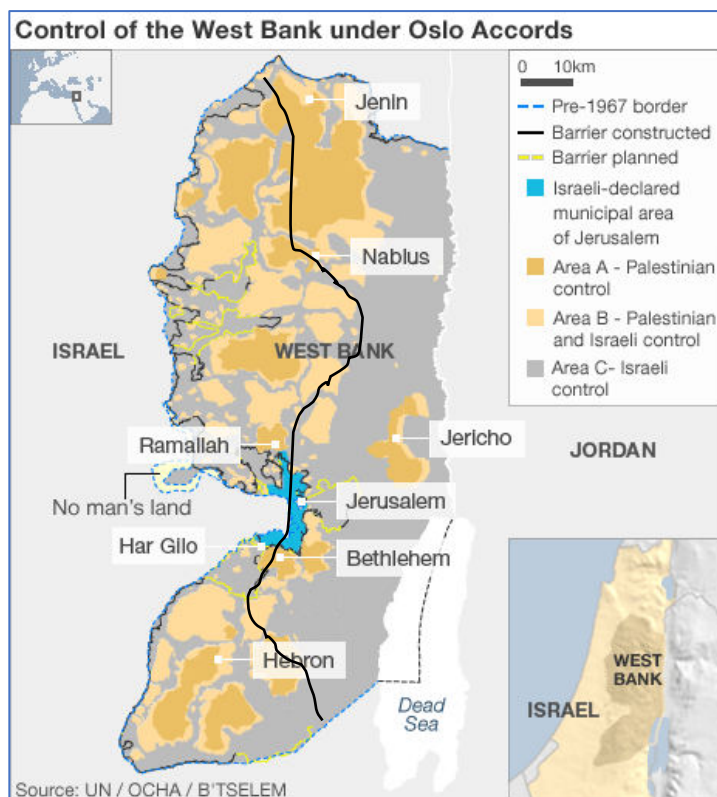 Control of the West Bank under Oslo Accords
0 10km
Pre-1967 border
Barrier constructed
Barrier planned
Israeli-declared
municipal area
of Jerusalem
Area A - Palestinian
control
Area B - Palestinian
and Israeli control
Area C- Israeli
control
Jenin
Nablus
ISRAEL
WEST BANK
Ramallah
Jericho
JORDAN
No man's land
Jerusalem
Har Gilo
Bethlehem
Hebron
Dead
Sea
WEST
BANK
ISRAEL
Source: UN / OCHA / B'TSELEM